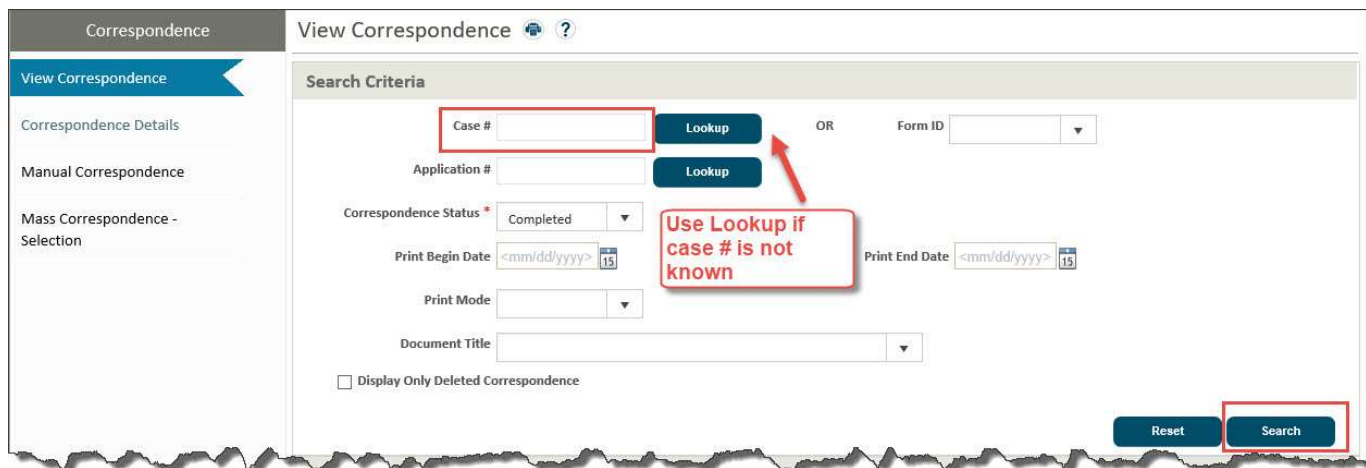 Correspondence
View Correspondence ?
View Correspondence
Correspondence Details
Manual Correspondence
Mass Correspondence -
Selection
Search Criteria
Case # Lookup OR Form ID
Application # Lookup
Correspondence Status * Completed
Use Lookup if
case # is not
known
Print Begin Date <mm/dd/yyyy> 15 Print End Date <mm/dd/yyyy> 15
Print Mode
Document Title
Display Only Deleted Correspondence
Reset Search